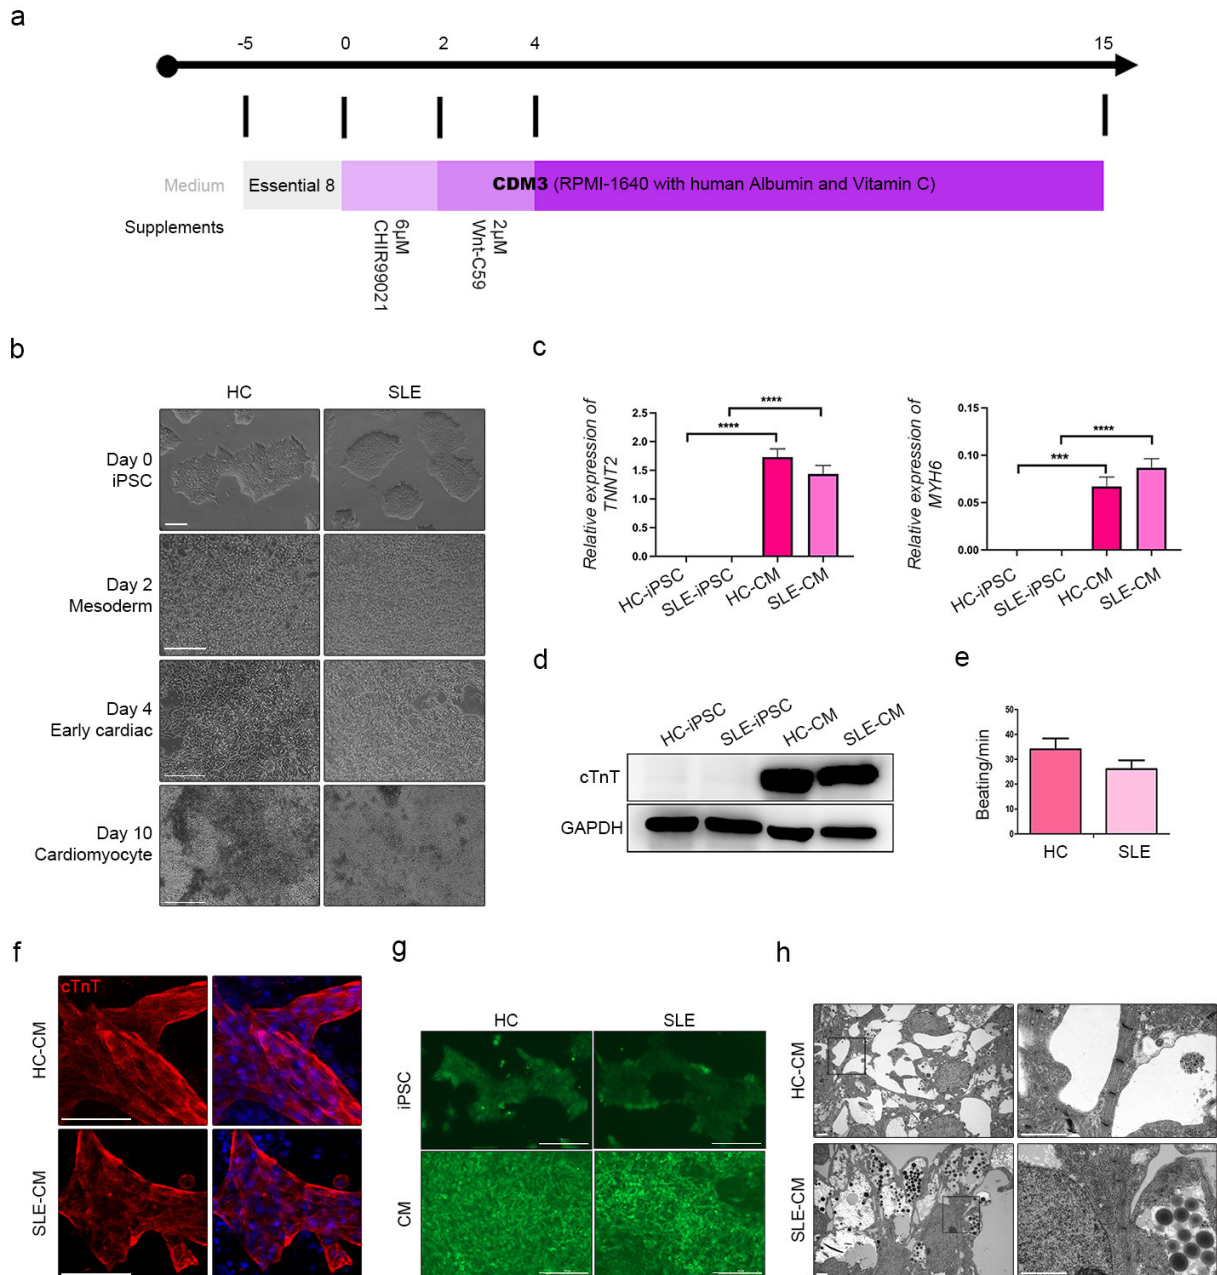 a
-5 0 2 4 15
Medium
Essential 8
CDM3 (RPMI-1640 with human Albumin and Vitamin C)
Supplements
6µM
CHIR99021
2µM
Wnt-C59
b
HC SLE
Day 0
iPSC
Day 2
Mesoderm
Day 4
Early cardiac
Day 10
Cardiomyocyte
c
Relative expression of
TNNT2
2.5
2.0
1.5
1.0
0.5
0.0
****
****
HC-iPSC
SLE-iPSC
HC-CM
SLE-CM
Relative expression of
MYH6
0.15
0.10
0.05
0.00
****
***
HC-iPSC
SLE-iPSC
HC-CM
SLE-CM
d
HC-iPSC
SLE-iPSC
HC-CM
SLE-CM
cTnT
GAPDH
e
Beating/min
50
40
30
20
10
0
HC SLE
f
cTnT
HC-CM
SLE-CM
g
HC SLE
iPSC
CM
h
HC-CM
SLE-CM